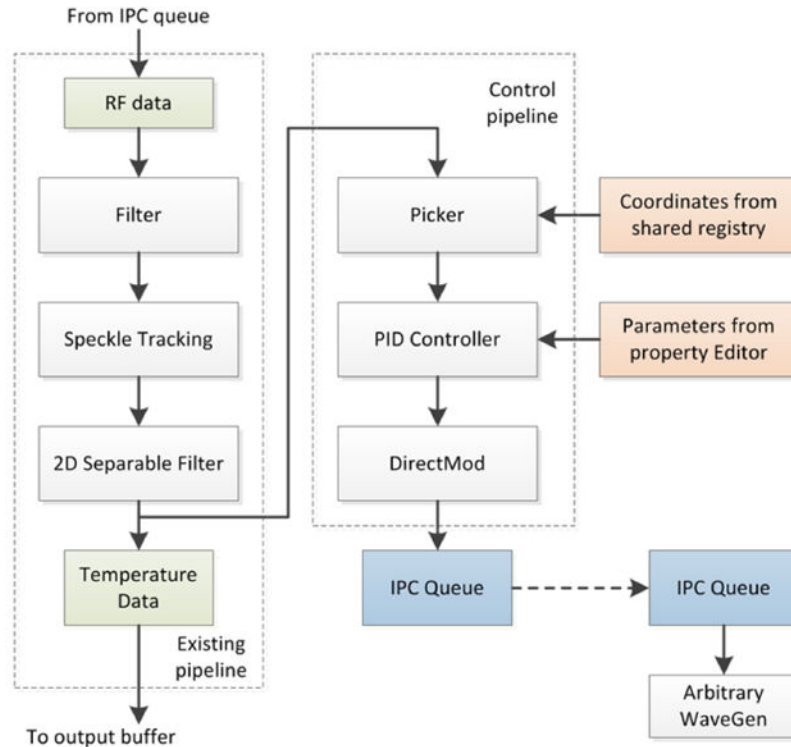 From IPC queue
RF data
Filter
Speckle Tracking
2D Separable Filter
Temperature
Data
Existing
pipeline
To output buffer
Control
pipeline
Picker
PID Controller
DirectMod
Coordinates from
shared registry
Parameters from
property Editor
IPC Queue
IPC Queue
Arbitrary
WaveGen